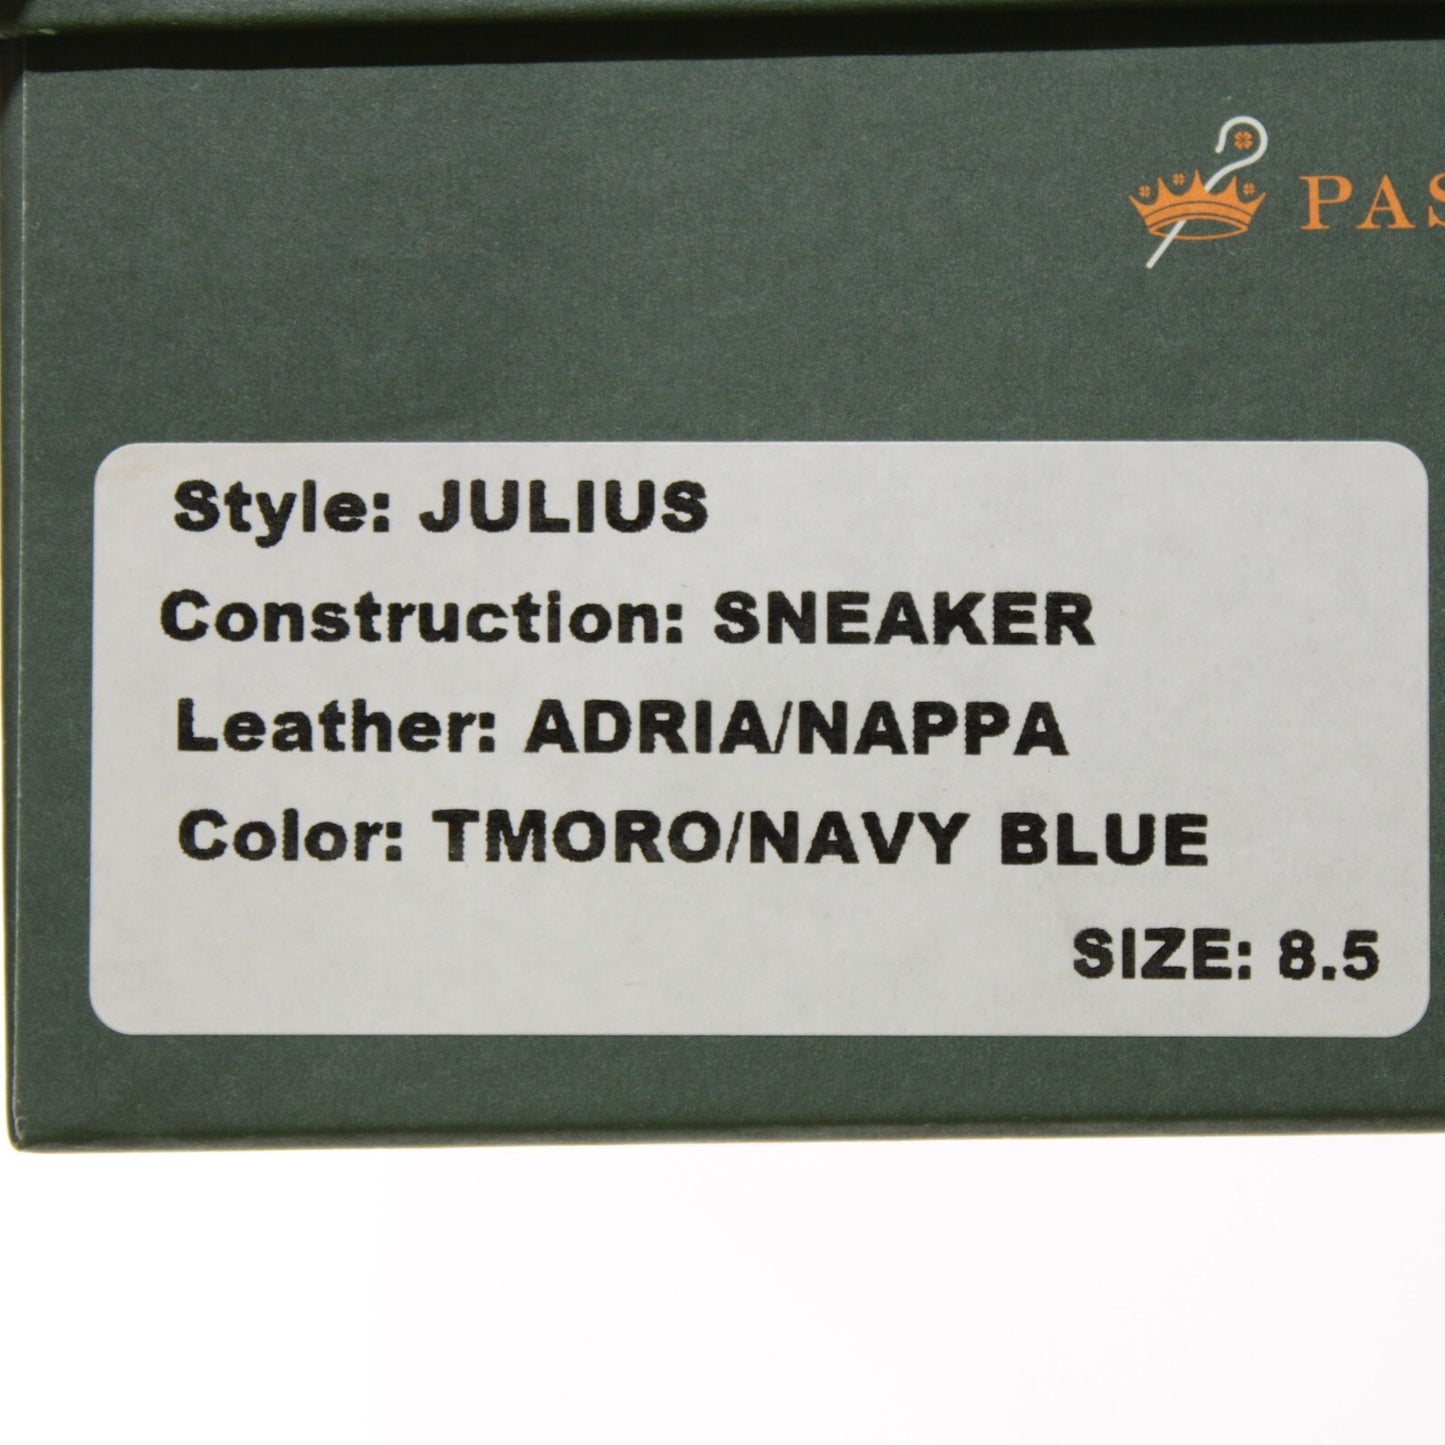 PAS
Style: JULIUS
Construction: SNEAKER
Leather: ADRIA/NAPPA
Color: TMORO/NAVY BLUE
SIZE: 8.5